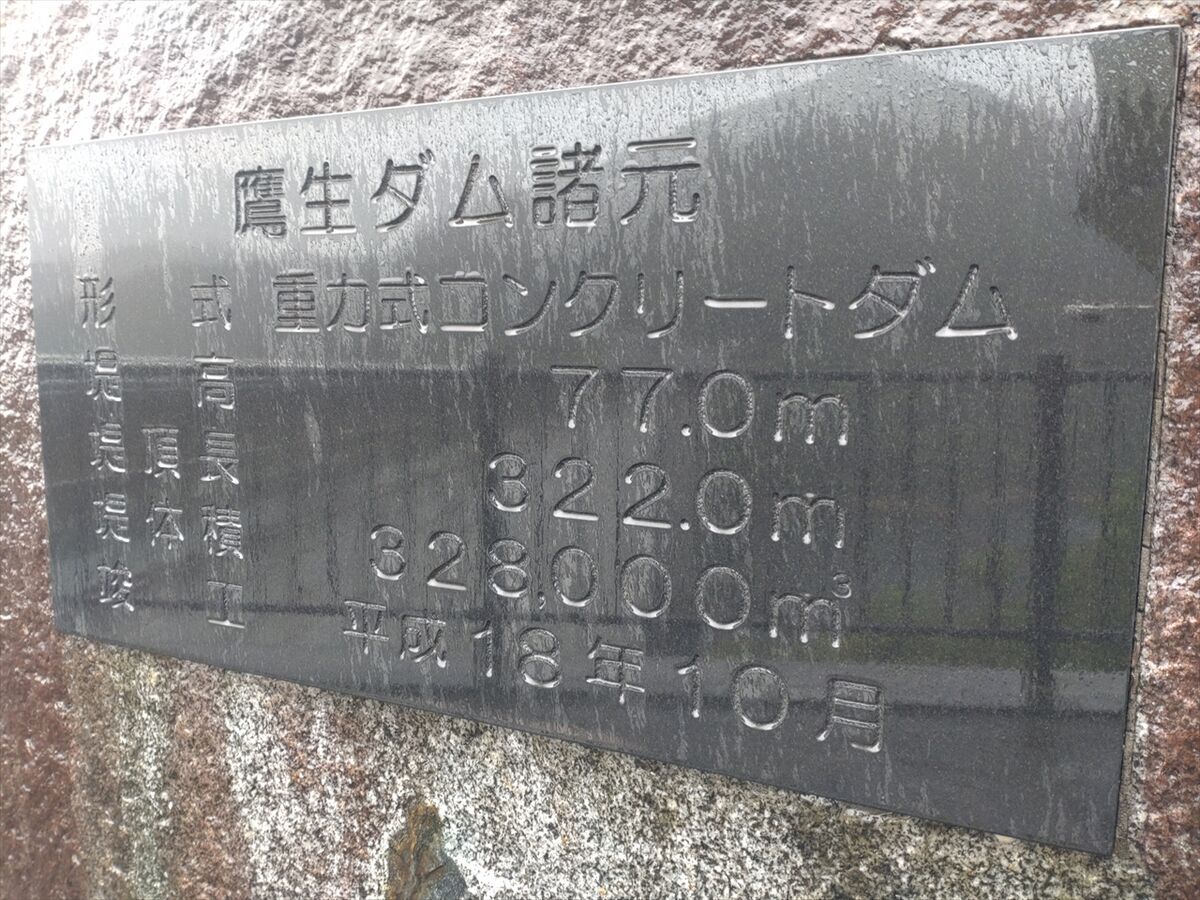 鷹生ダム諸元
形式 重力式コンクリートダム
堤高 77.0m
堤頂長 322.0m
堤体積 328,000m³
竣工 平成18年10月